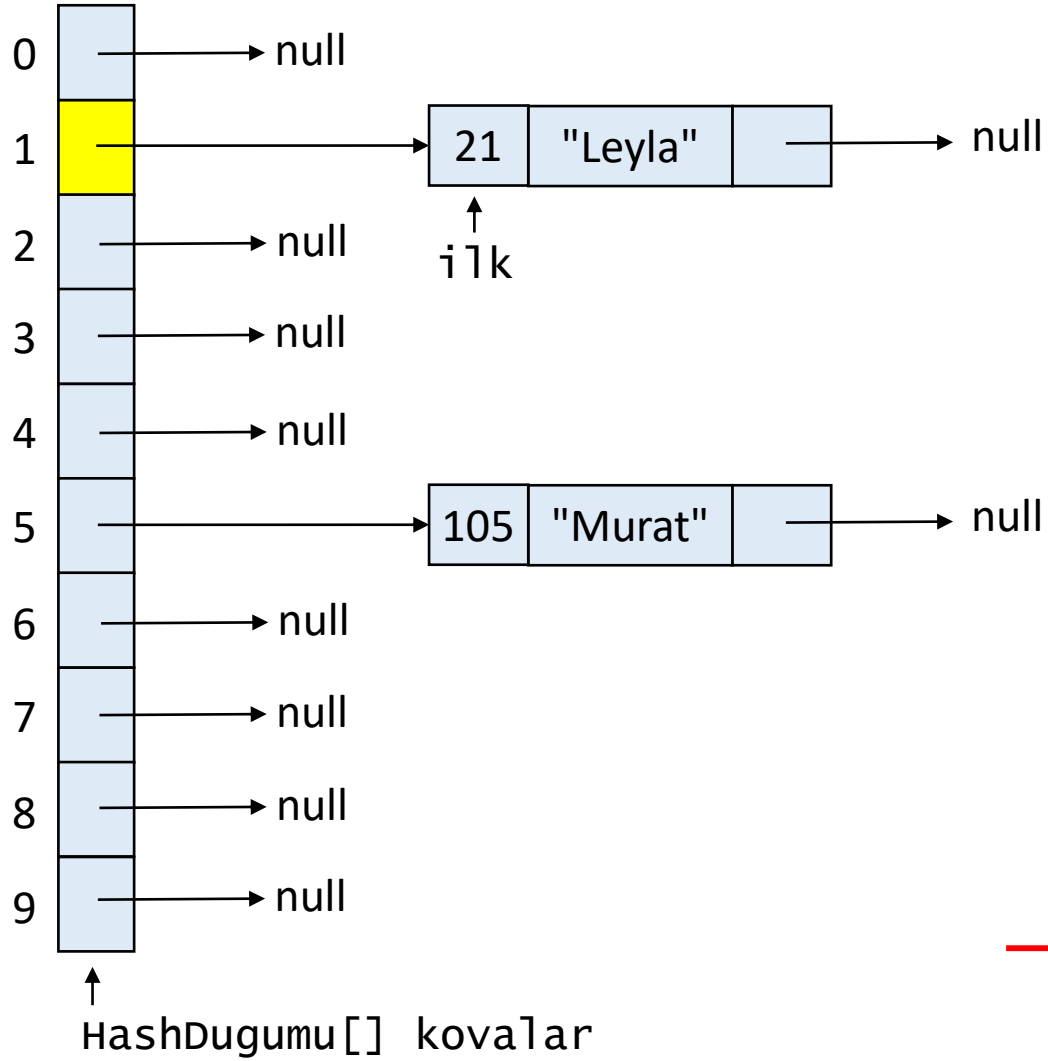 0 null
1 21 "Leyla" null
ilk
2 null
3 null
4 null
5 105 "Murat" null
6 null
7 null
8 null
9 null
HashDugumu[] kovalar